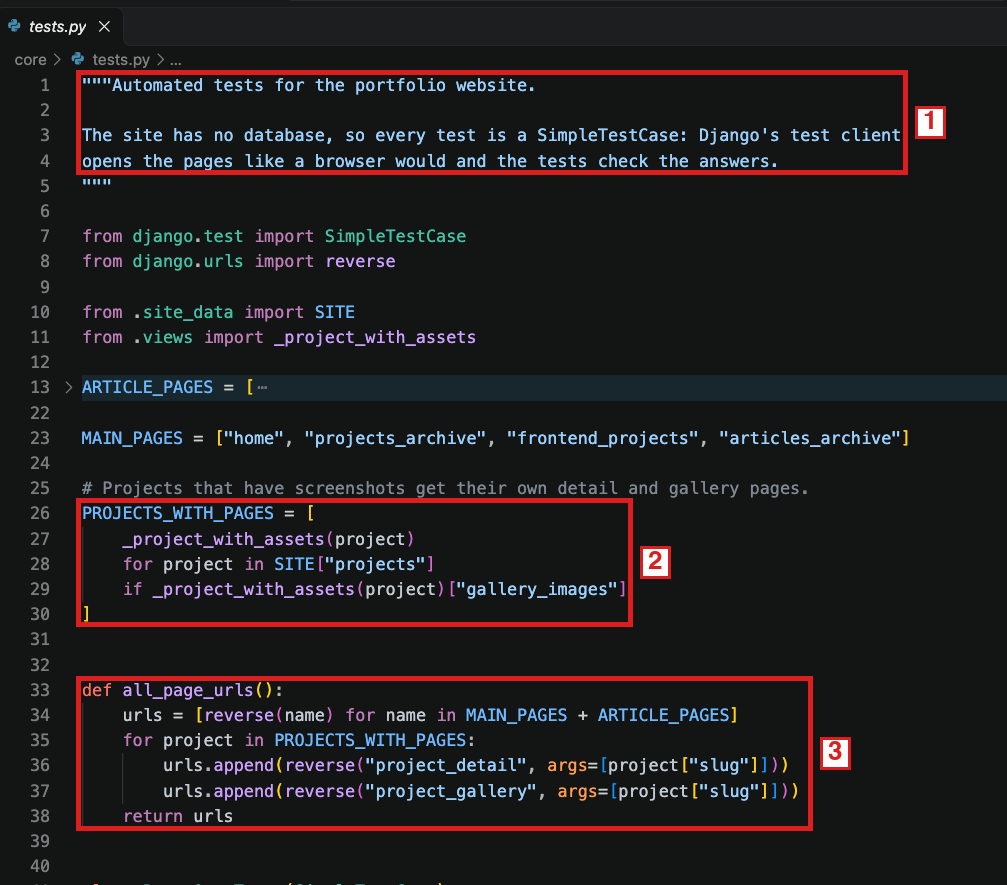 tests.py
core > tests.py > ...
1 """Automated tests for the portfolio website.
2
3 The site has no database, so every test is a SimpleTestCase: Django's test client
4 opens the pages like a browser would and the tests check the answers.
5 """
6
7 from django.test import SimpleTestCase
8 from django.urls import reverse
9
10 from .site_data import SITE
11 from .views import _project_with_assets
12
13 ARTICLE_PAGES = [ ⋯
22
23 MAIN_PAGES = ["home", "projects_archive", "frontend_projects", "articles_archive"]
24
25 # Projects that have screenshots get their own detail and gallery pages.
26 PROJECTS_WITH_PAGES = [
27     _project_with_assets(project)
28     for project in SITE["projects"]
29     if _project_with_assets(project)["gallery_images"]
30 ]
31
32
33 def all_page_urls():
34     urls = [reverse(name) for name in MAIN_PAGES + ARTICLE_PAGES]
35     for project in PROJECTS_WITH_PAGES:
36         urls.append(reverse("project_detail", args=[project["slug"]]))
37         urls.append(reverse("project_gallery", args=[project["slug"]]))
38     return urls
39
40
1
2
3